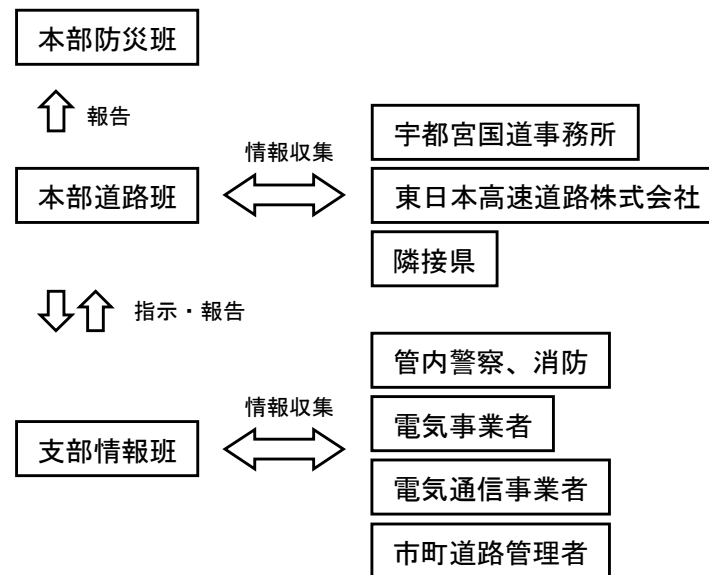 本部防災班
報告
本部道路班
情報収集
宇都宮国道事務所
東日本高速道路株式会社
隣接県
指示・報告
支部情報班
情報収集
管内警察、消防
電気事業者
電気通信事業者
市町道路管理者